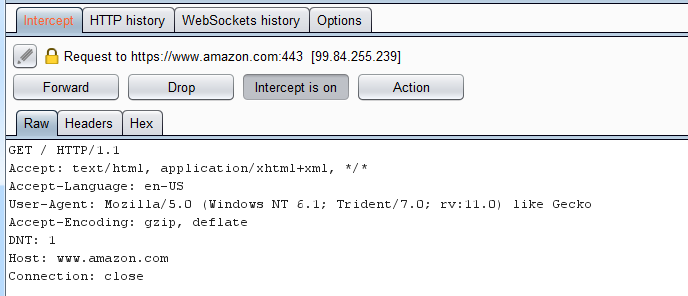 Intercept HTTP history WebSockets history Options
Request to https://www.amazon.com:443 [99.84.255.239]
Forward Drop Intercept is on Action
Raw Headers Hex
GET / HTTP/1.1
Accept: text/html, application/xhtml+xml, */*
Accept-Language: en-US
User-Agent: Mozilla/5.0 (Windows NT 6.1; Trident/7.0; rv:11.0) like Gecko
Accept-Encoding: gzip, deflate
DNT: 1
Host: www.amazon.com
Connection: close